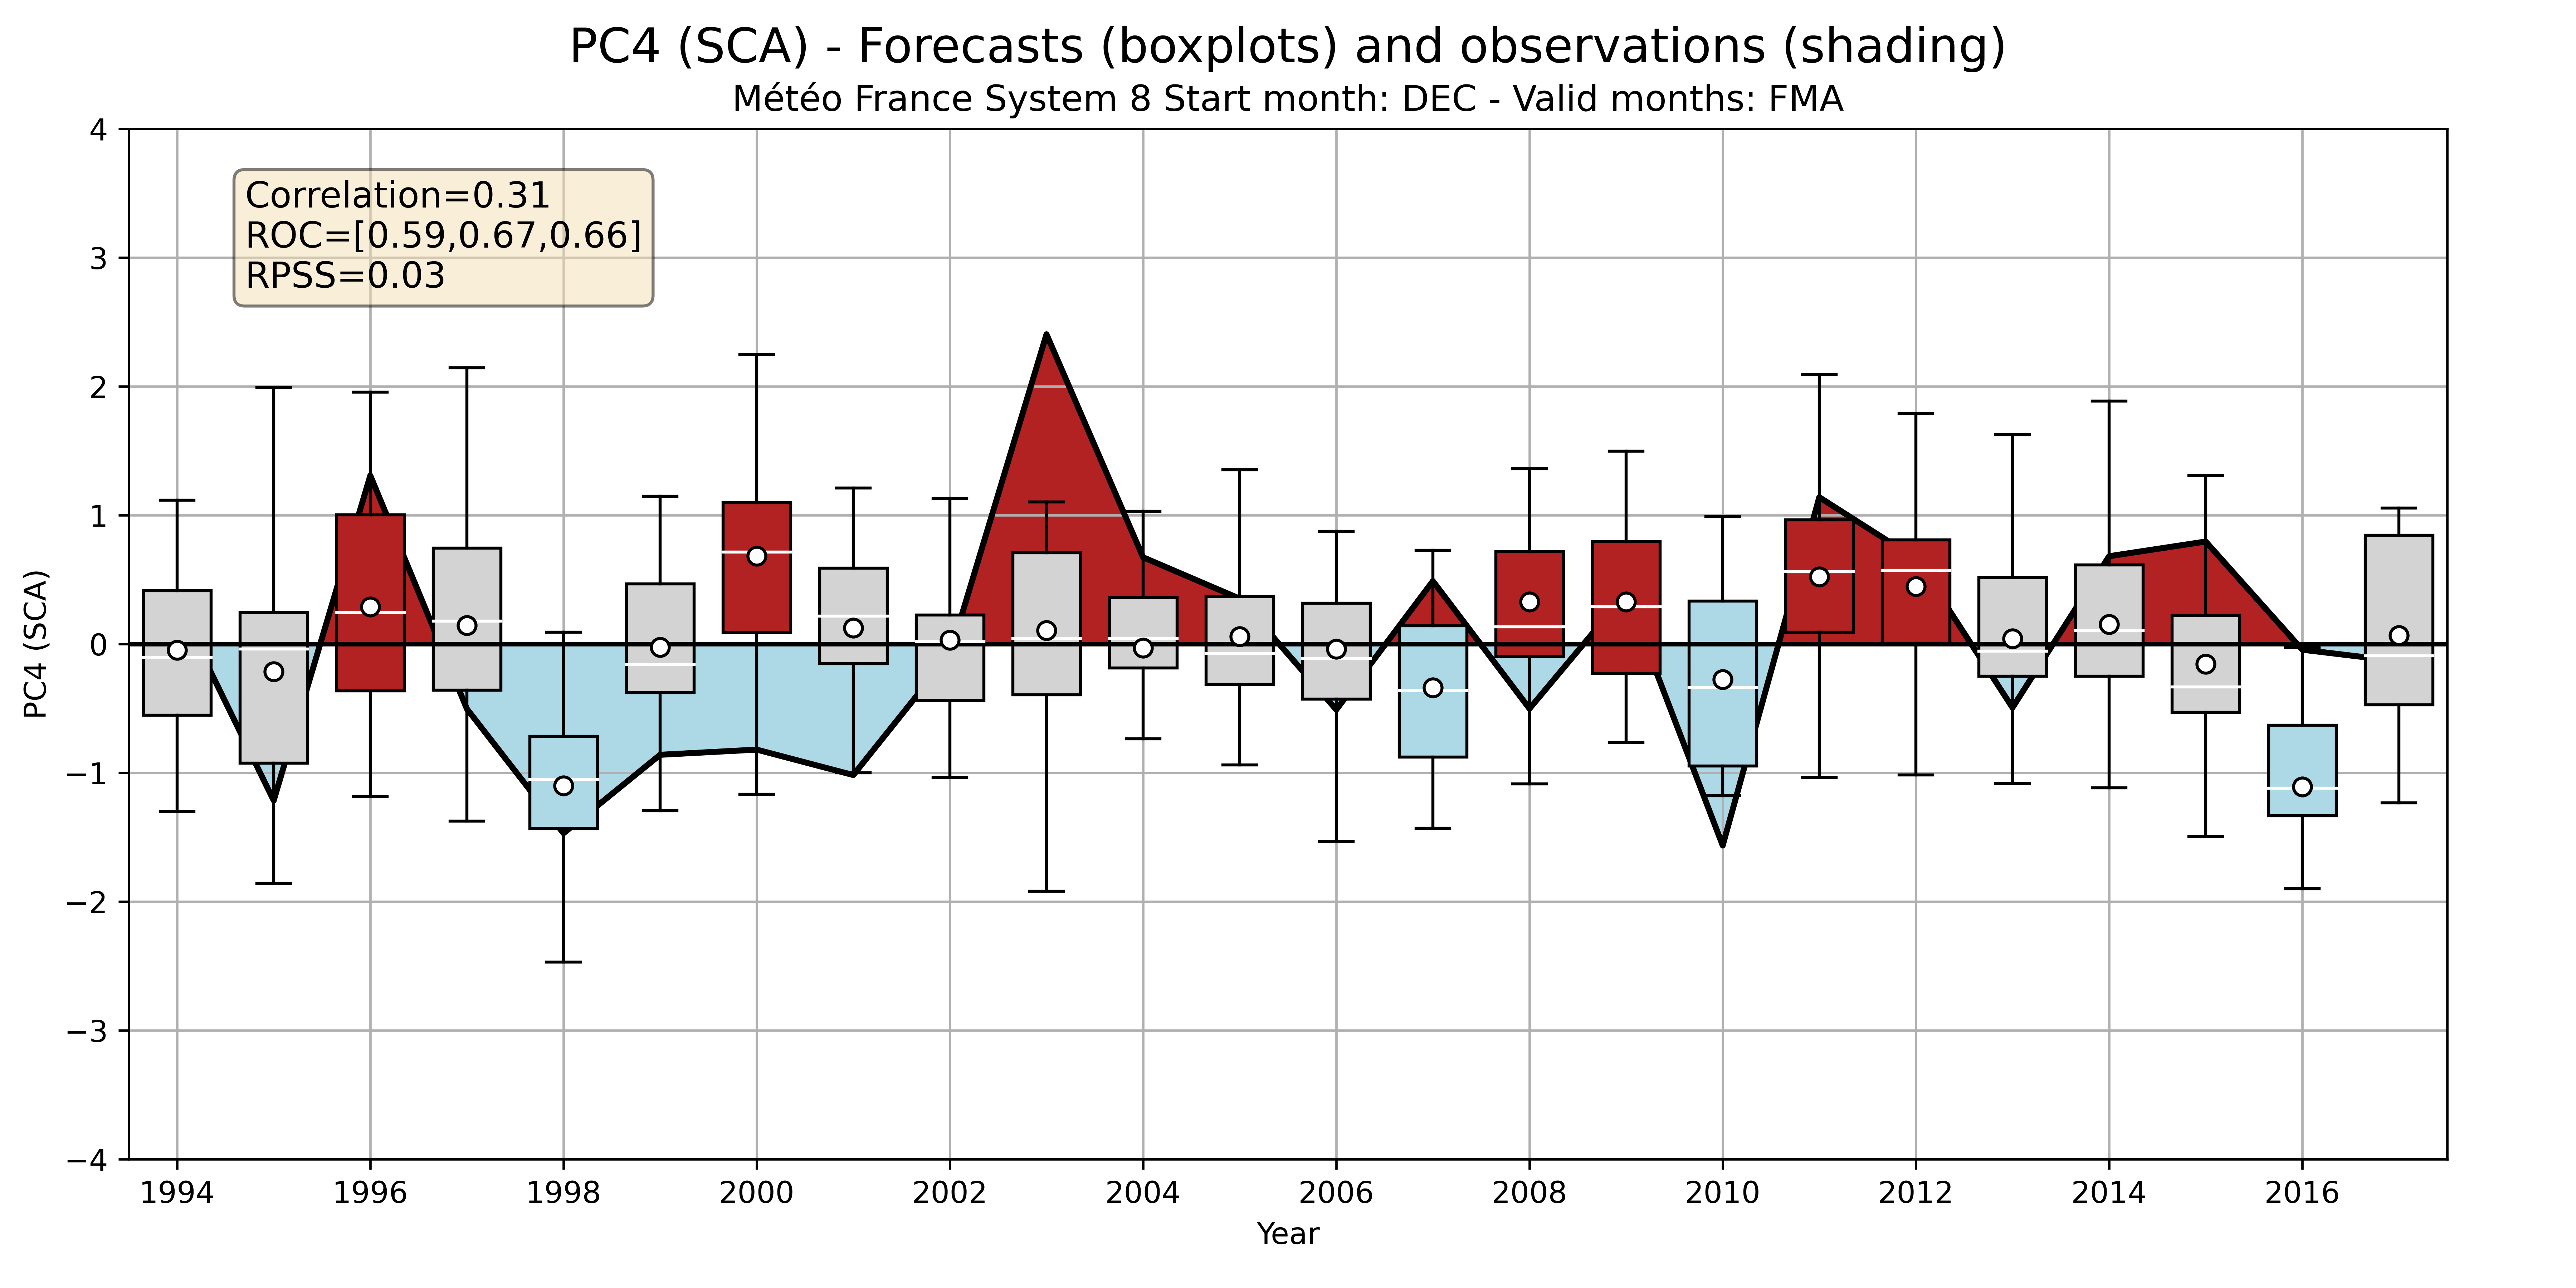 PC4 (SCA) - Forecasts (boxplots) and observations (shading)
Météo France System 8 Start month: DEC - Valid months: FMA
Correlation=0.31
ROC=[0.59,0.67,0.66]
RPSS=0.03
4
3
2
1
0
−1
−2
−3
−4
PC4 (SCA)
1994 1996 1998 2000 2002 2004 2006 2008 2010 2012 2014 2016
Year